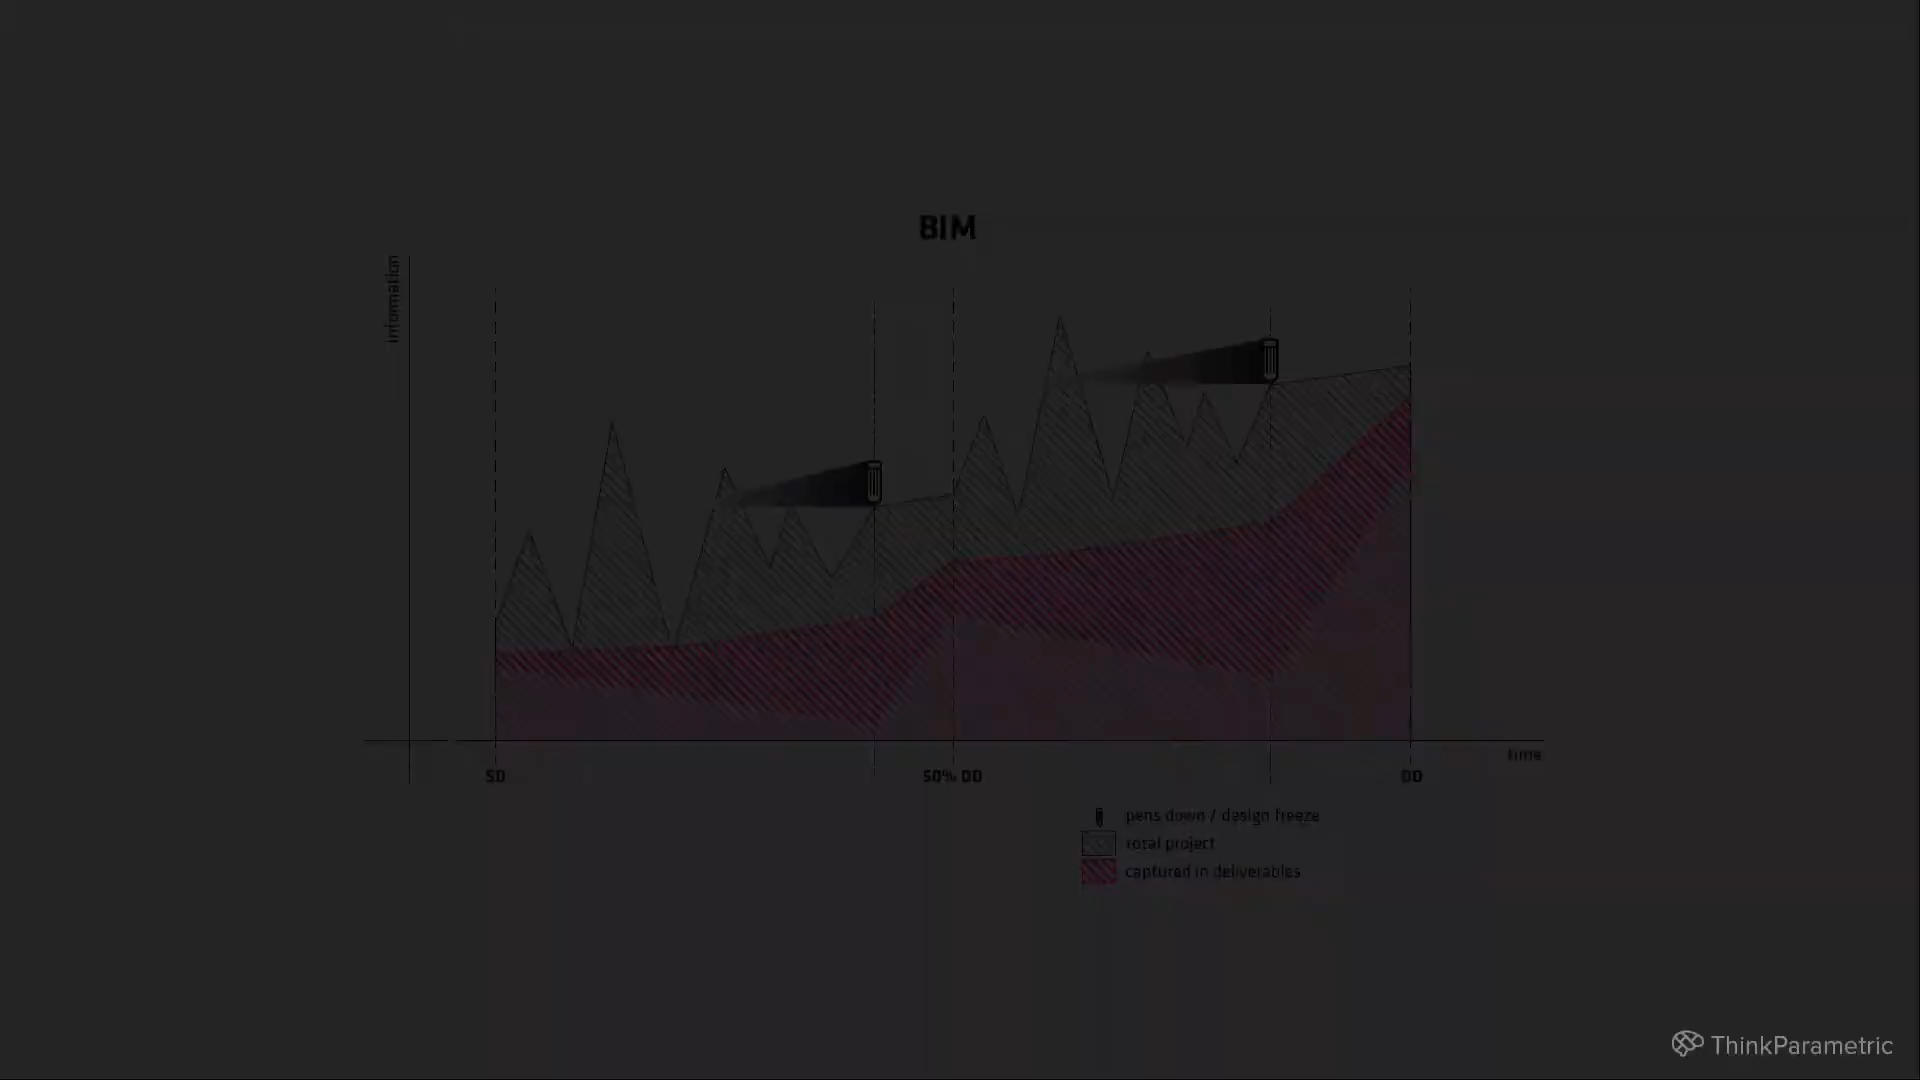 BIM
information
time
SD
50% DD
DD
pens down / design freeze
total project
captured in deliverables
ThinkParametric